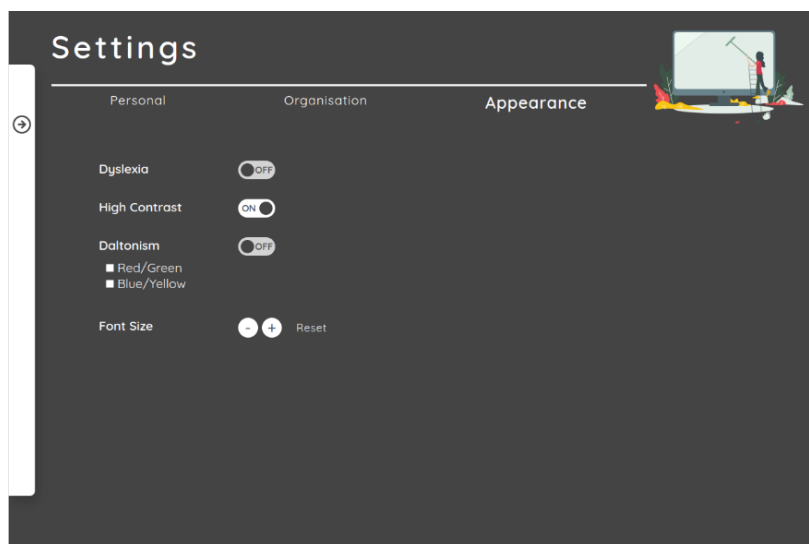 Settings
Personal Organisation Appearance
Dyslexia OFF
High Contrast ON
Daltonism OFF
Red/Green
Blue/Yellow
Font Size - + Reset